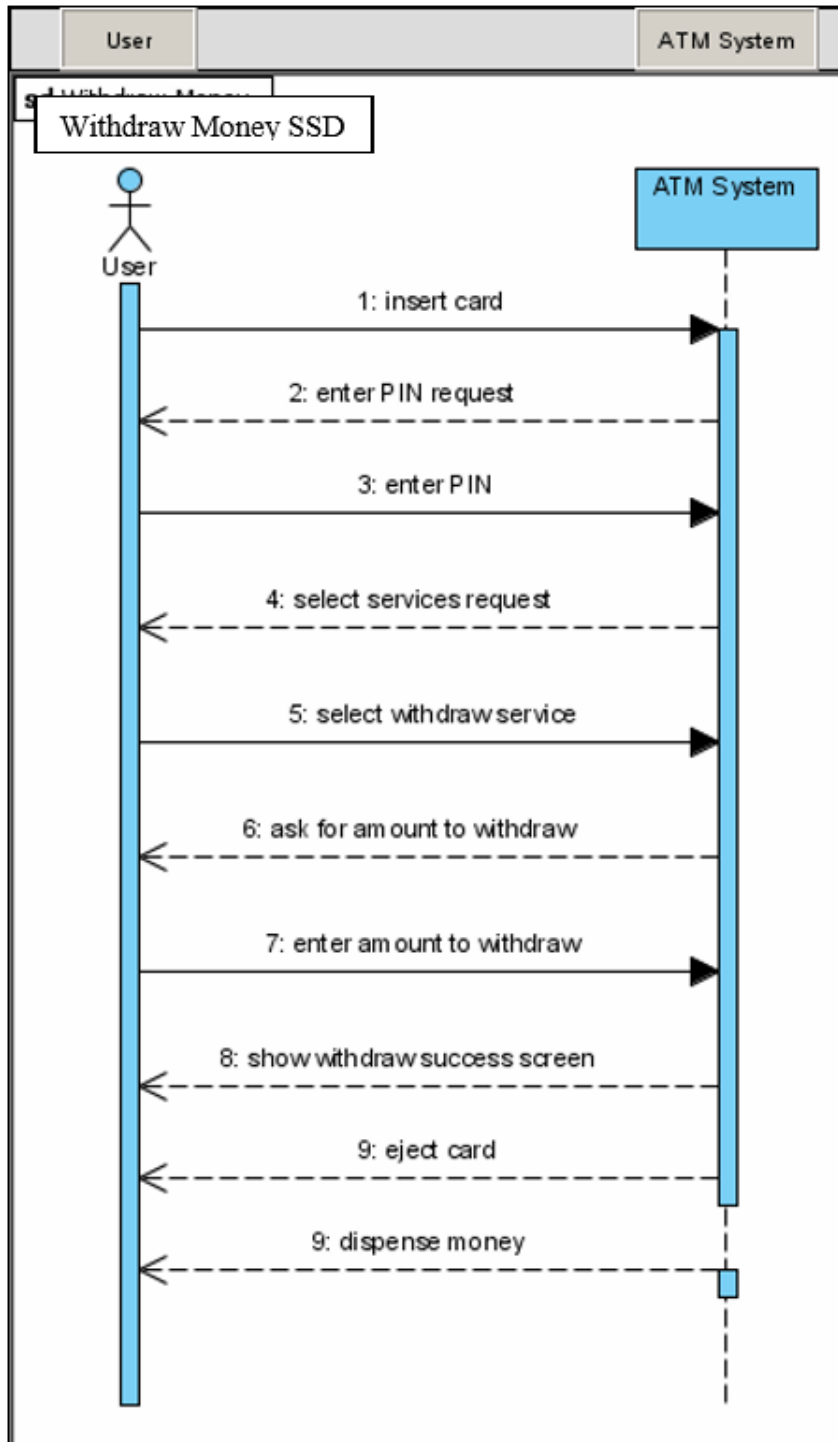 User
ATM System
Withdraw Money SSD
ATM System
User
1: insert card
2: enter PIN request
3: enter PIN
4: select services request
5: select withdraw service
6: ask for amount to withdraw
7: enter amount to withdraw
8: show withdraw success screen
9: eject card
9: dispense money